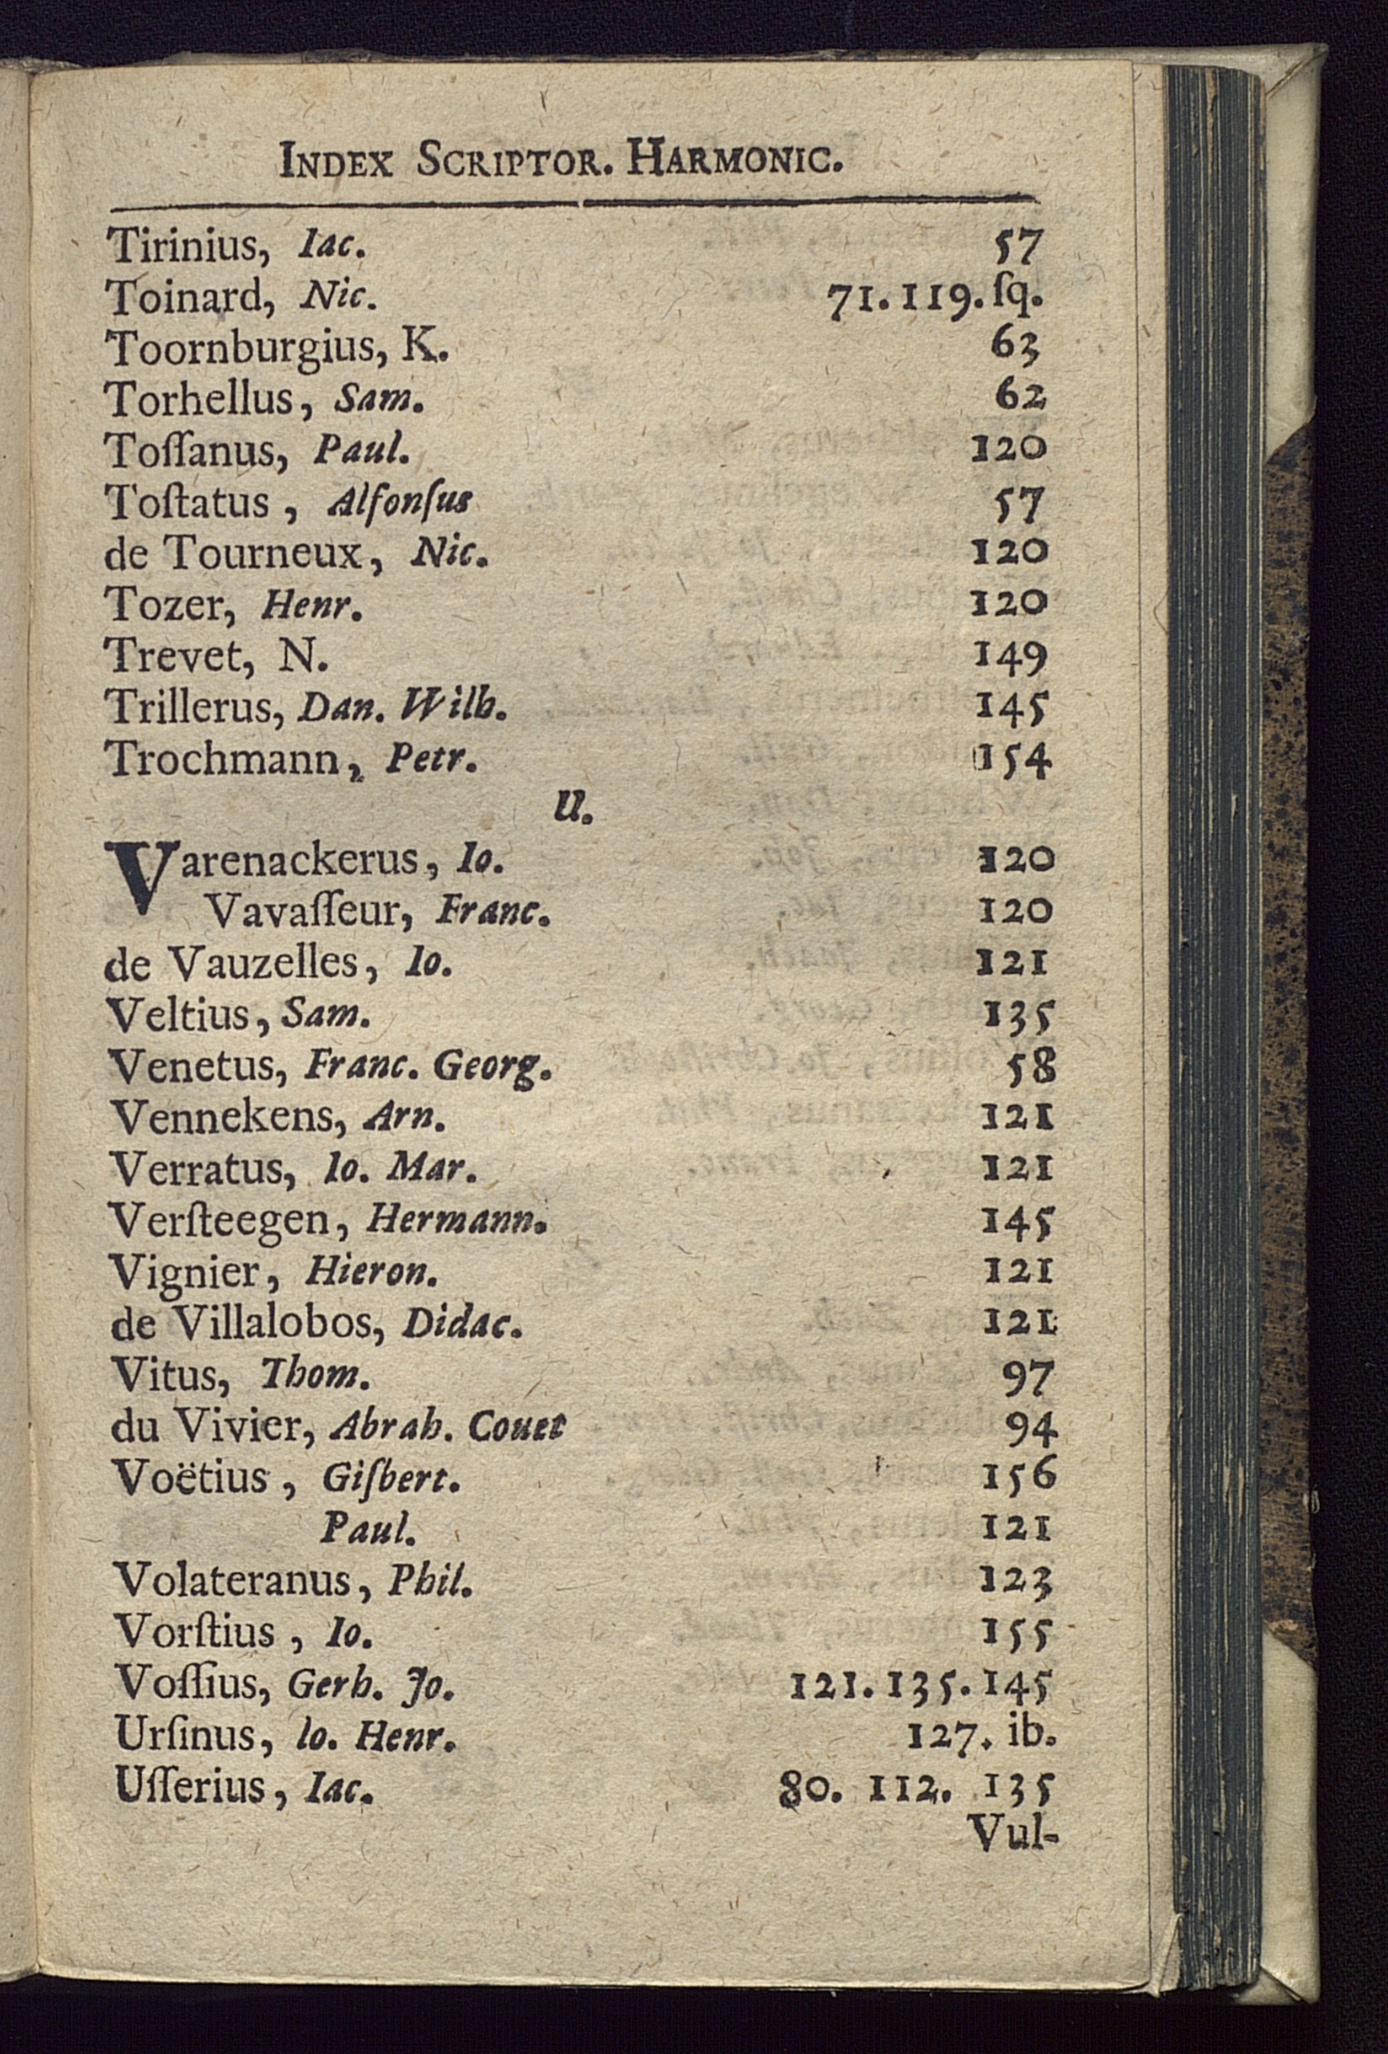 INDEX SCRIPTOR. HARMONIC.
Tirinius, Iac. 57
Toinard, Nic. 71. 119. ſq.
Toornburgius, K. 63
Torhellus, Sam. 62
Toſſanus, Paul. 120
Toſtatus, Alfonſus 57
de Tourneux, Nic. 120
Tozer, Henr. 120
Trevet, N. 149
Trillerus, Dan. Wilh. 145
Trochmann, Petr. 154
U.
Varenackerus, Io. 120
Vavaſſeur, Franc. 120
de Vauzelles, Io. 121
Veltius, Sam. 135
Venetus, Franc. Georg. 58
Vennekens, Arn. 121
Verratus, Io. Mar. 121
Verſteegen, Hermann. 145
Vignier, Hieron. 121
de Villalobos, Didac. 121
Vitus, Thom. 97
du Vivier, Abrah. Couet 94
Voëtius, Giſbert. 156
Paul. 121
Volateranus, Phil. 123
Vorſtius, Io. 155
Voſſius, Gerh. Jo. 121. 135. 145
Urſinus, Io. Henr. 127. ib.
Uſſerius, Iac. 80. 112. 135
Vul-